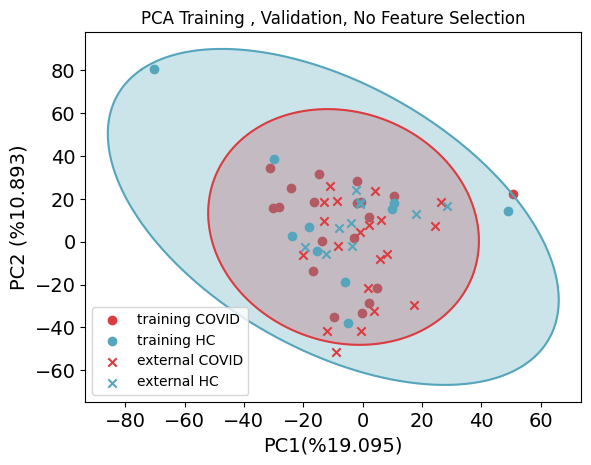 PCA Training , Validation, No Feature Selection
PC2 (%10.893)
80
60
40
20
0
−20
−40
−60
training COVID
training HC
external COVID
external HC
−80
−60
−40
−20
0
20
40
60
PC1(%19.095)